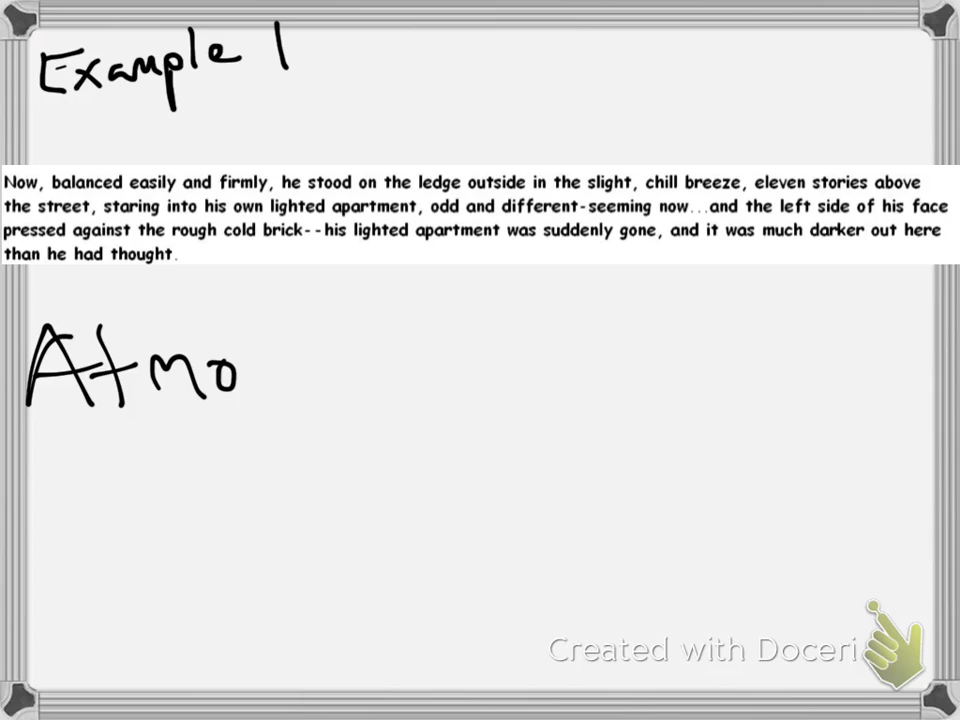 Example 1
Now, balanced easily and firmly, he stood on the ledge outside in the slight, chill breeze, eleven stories above
the street, staring into his own lighted apartment, odd and different-seeming now...and the left side of his face
pressed against the rough cold brick--his lighted apartment was suddenly gone, and it was much darker out here
than he had thought.
Atmo
Created with Doceri